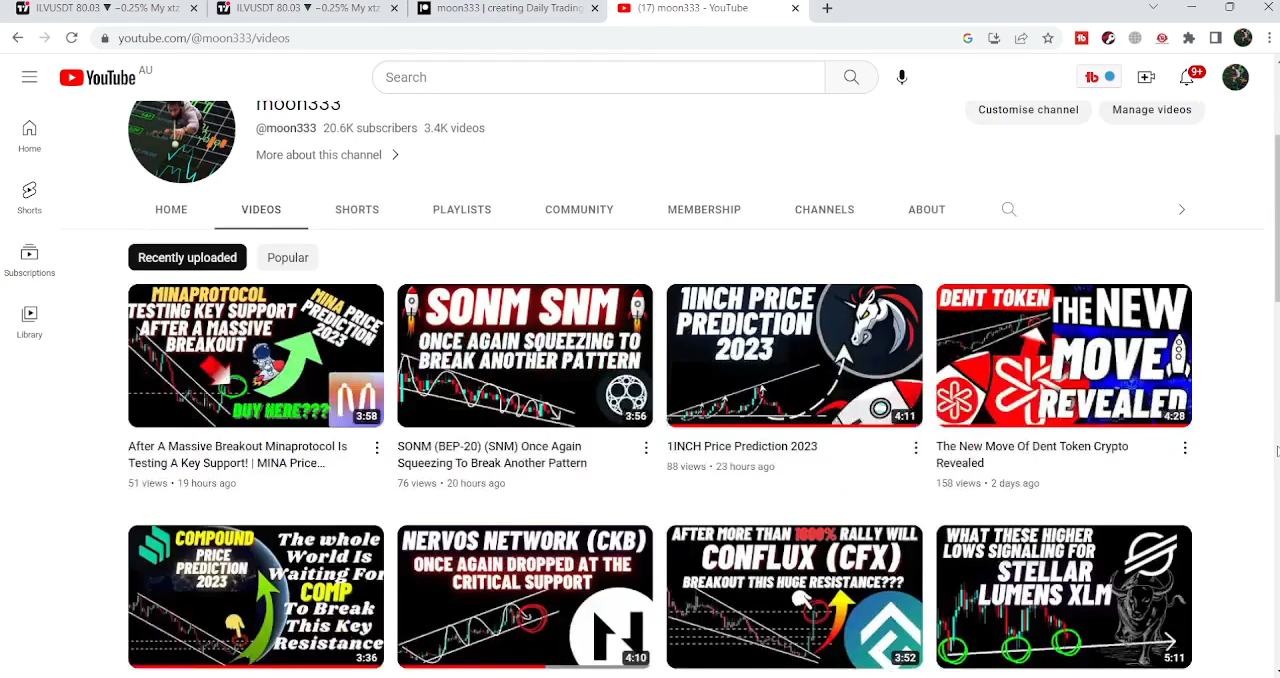 ILVUSDT 80.03 ▼ −0.25% My xtz
ILVUSDT 80.03 ▼ −0.25% My xtz
moon333 | creating Daily Trading
(17) moon333 - YouTube
youtube.com/@moon333/videos
YouTube AU
Search
9+
moon333
@moon333 20.6K subscribers 3.4K videos
More about this channel
Customise channel
Manage videos
Home
Shorts
Subscriptions
Library
HOME
VIDEOS
SHORTS
PLAYLISTS
COMMUNITY
MEMBERSHIP
CHANNELS
ABOUT
Recently uploaded
Popular
MINAPROTOCOL
TESTING KEY SUPPORT
AFTER A MASSIVE
BREAKOUT
MINA PRICE
PREDICTION
2023
BUY HERE???
3:58
After A Massive Breakout Minaprotocol Is
Testing A Key Support! | MINA Price...
51 views • 19 hours ago
SONM SNM
ONCE AGAIN SQUEEZING TO
BREAK ANOTHER PATTERN
3:56
SONM (BEP-20) (SNM) Once Again
Squeezing To Break Another Pattern
76 views • 20 hours ago
1INCH PRICE
PREDICTION
2023
4:11
1INCH Price Prediction 2023
88 views • 23 hours ago
DENT TOKEN
THE NEW
MOVE
REVEALED
4:28
The New Move Of Dent Token Crypto
Revealed
158 views • 2 days ago
COMPOUND
PRICE
PREDICTION
2023
The whole
World Is
Waiting For
COMP
To Break
This Key
Resistance
3:36
NERVOS NETWORK (CKB)
ONCE AGAIN DROPPED AT THE
CRITICAL SUPPORT
4:10
AFTER MORE THAN 1000% RALLY WILL
CONFLUX (CFX)
BREAKOUT THIS HUGE RESISTANCE???
3:52
WHAT THESE HIGHER
LOWS SIGNALING FOR
STELLAR
LUMENS XLM
5:11